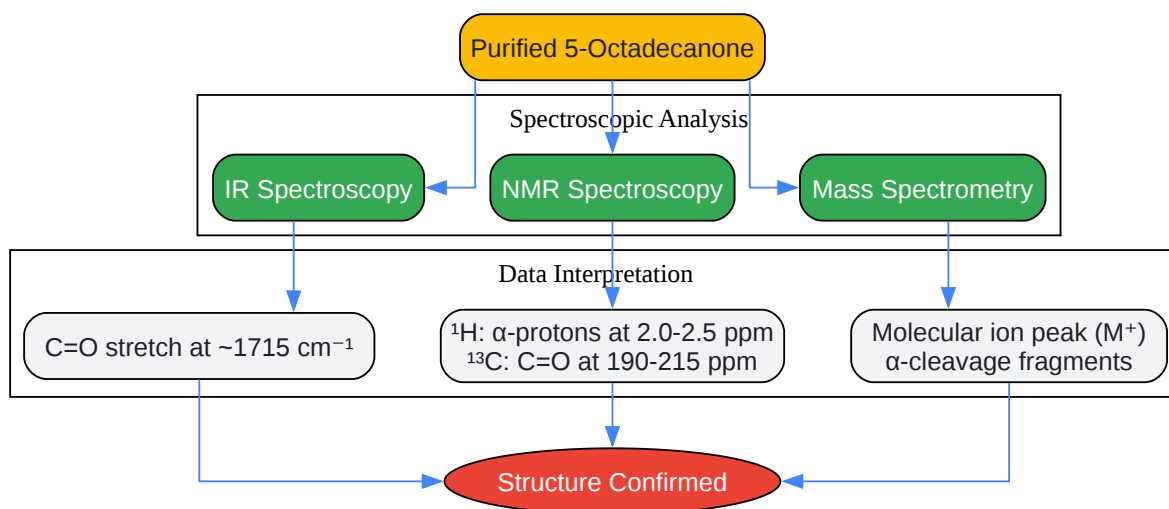 Purified 5-Octadecanone
Spectroscopic Analysis
IR Spectroscopy
NMR Spectroscopy
Mass Spectrometry
Data Interpretation
C=O stretch at ~1715 cm⁻¹
¹H: α-protons at 2.0-2.5 ppm
¹³C: C=O at 190-215 ppm
Molecular ion peak (M⁺)
α-cleavage fragments
Structure Confirmed